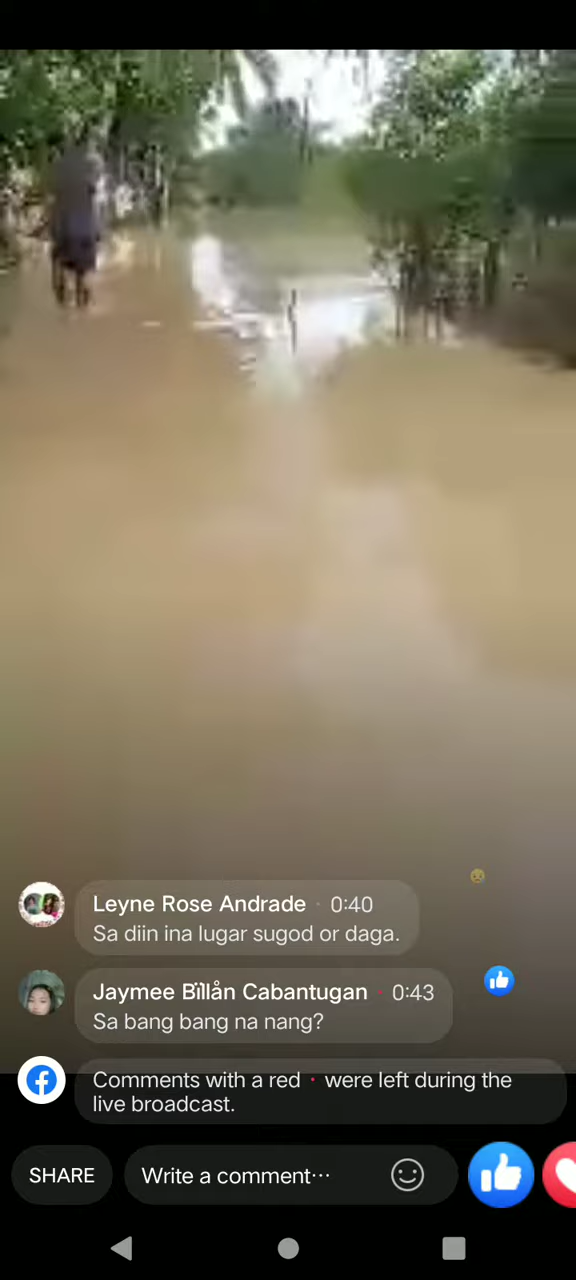 Leyne Rose Andrade · 0:40
Sa diin ina lugar sugod or daga.
Jaymee Bïllån Cabantugan · 0:43
Sa bang bang na nang?
Comments with a red · were left during the
live broadcast.
SHARE
Write a comment···